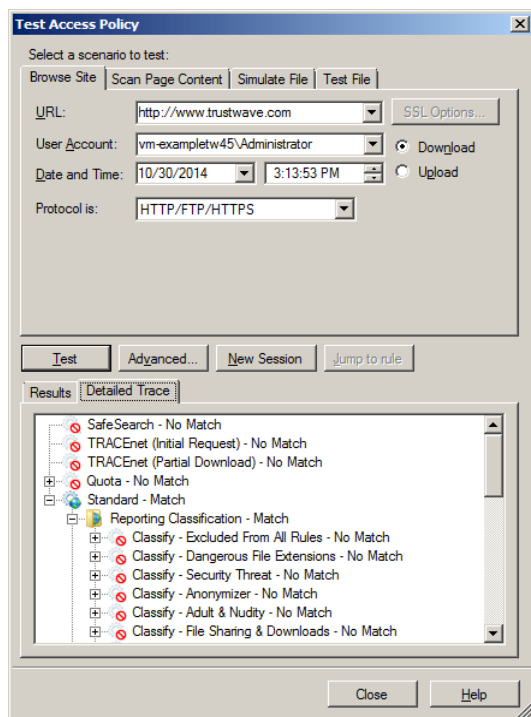 Test Access Policy
Select a scenario to test:
Browse Site Scan Page Content Simulate File Test File
URL: http://www.trustwave.com SSL Options...
User Account: vm-exampletw45\Administrator Download
Date and Time: 10/30/2014 3:13:53 PM Upload
Protocol is: HTTP/FTP/HTTPS
Test Advanced... New Session Jump to rule
Results Detailed Trace
SafeSearch - No Match
TRACEnet (Initial Request) - No Match
TRACEnet (Partial Download) - No Match
Quota - No Match
Standard - Match
Reporting Classification - Match
Classify - Excluded From All Rules - No Match
Classify - Dangerous File Extensions - No Match
Classify - Security Threat - No Match
Classify - Anonymizer - No Match
Classify - Adult & Nudity - No Match
Classify - File Sharing & Downloads - No Match
Close Help